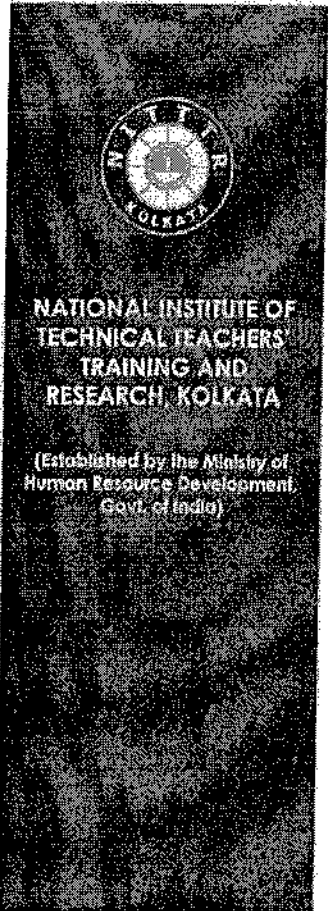 NITTTR
KOLKATA
NATIONAL INSTITUTE OF
TECHNICAL TEACHERS'
TRAINING AND
RESEARCH, KOLKATA
(Established by the Ministry of
Human Resource Development,
Govt. of India)